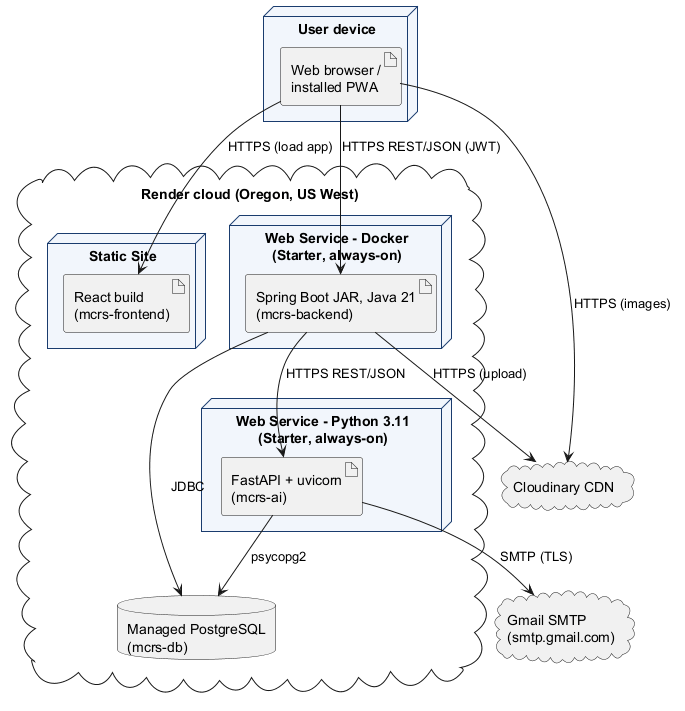 User device
Web browser /
installed PWA
HTTPS (load app)
HTTPS REST/JSON (JWT)
Render cloud (Oregon, US West)
Static Site
React build
(mcrs-frontend)
Web Service - Docker
(Starter, always-on)
Spring Boot JAR, Java 21
(mcrs-backend)
HTTPS (images)
HTTPS REST/JSON
HTTPS (upload)
Web Service - Python 3.11
(Starter, always-on)
FastAPI + uvicorn
(mcrs-ai)
JDBC
Cloudinary CDN
psycopg2
SMTP (TLS)
Managed PostgreSQL
(mcrs-db)
Gmail SMTP
(smtp.gmail.com)